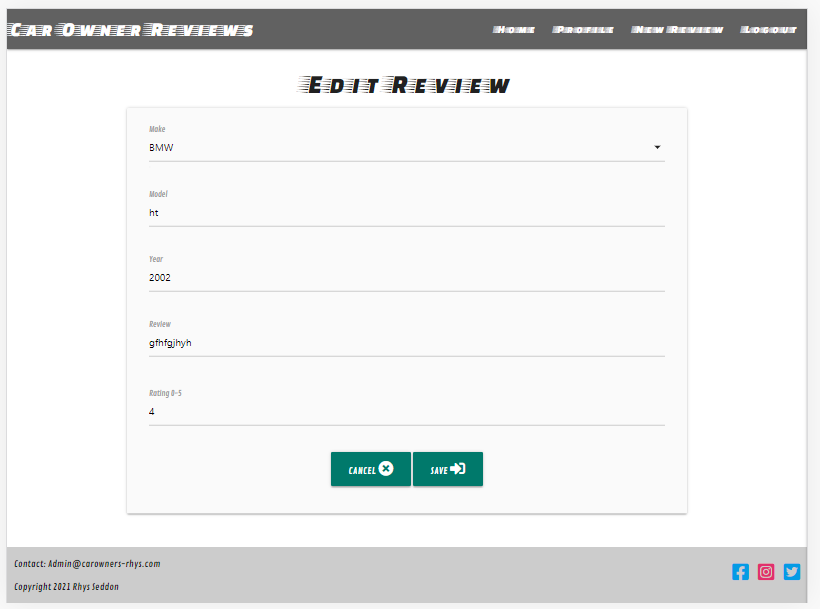 Car Owner Reviews Home Profile New Review Logout
Edit Review
Make
BMW
Model
ht
Year
2002
Review
gfhfgjhyh
Rating 0-5
4
CANCEL SAVE
Contact: Admin@carowners-rhys.com
Copyright 2021 Rhys Seddon